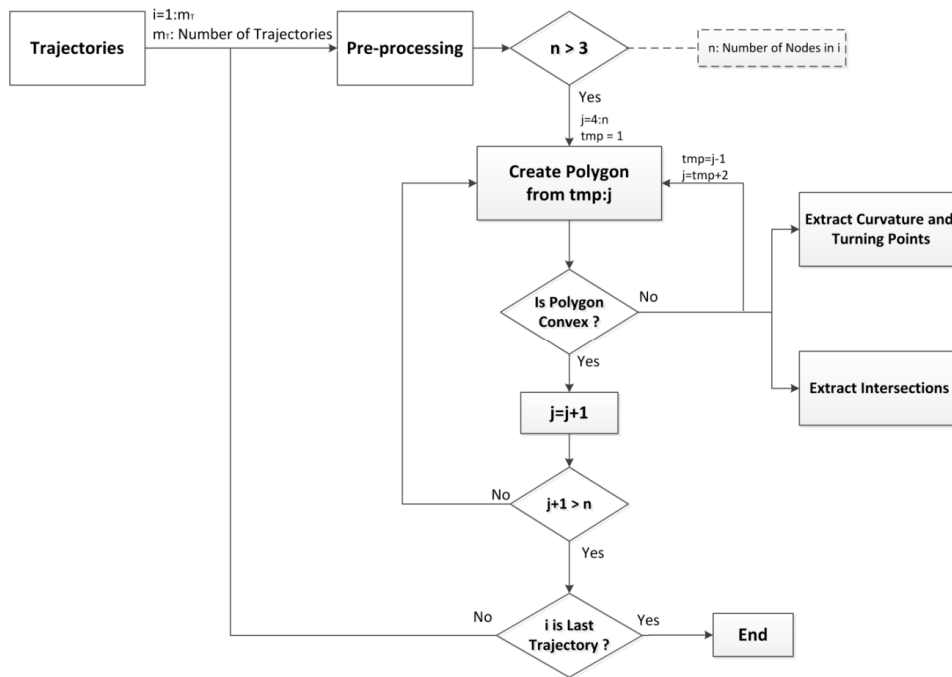 i=1:mT
mT: Number of Trajectories
Trajectories
Pre-processing
n > 3
n: Number of Nodes in i
Yes
j=4:n
tmp = 1
Create Polygon
from tmp:j
tmp=j-1
j=tmp+2
Extract Curvature and
Turning Points
Is Polygon
Convex ?
No
Yes
Extract Intersections
j=j+1
No
j+1 > n
Yes
No
i is Last
Trajectory ?
Yes
End